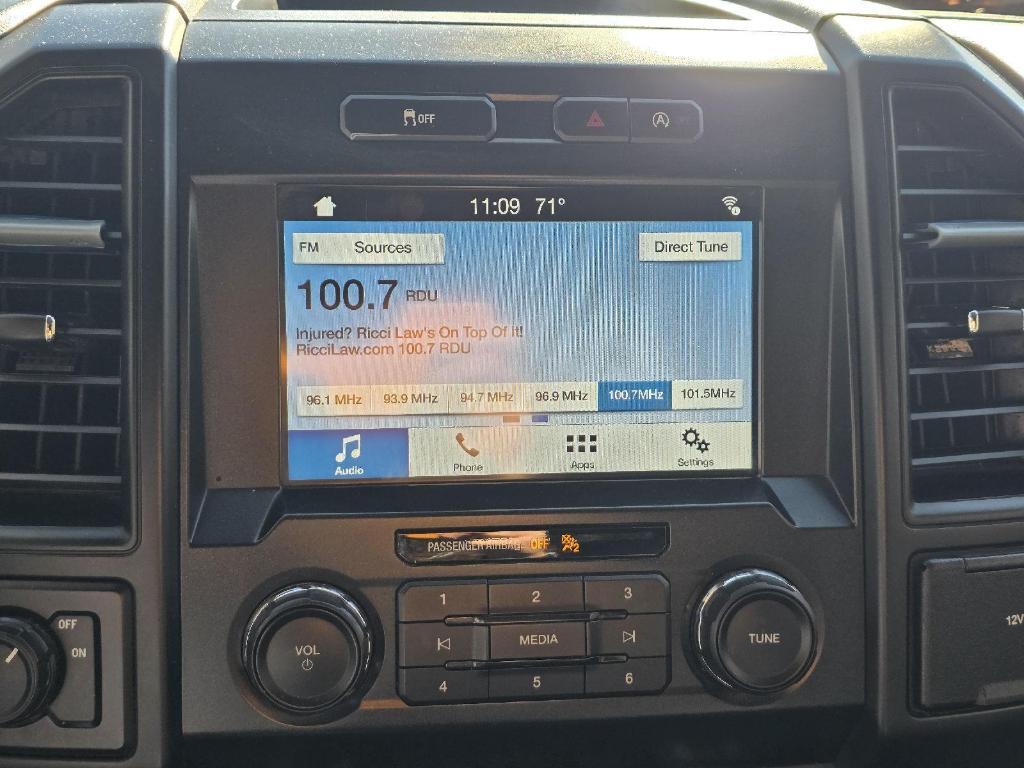 OFF
A
11:09 71°
FM Sources Direct Tune
100.7 RDU
Injured? Ricci Law's On Top Of It!
RicciLaw.com 100.7 RDU
96.1 MHz 93.9 MHz 94.7 MHz 96.9 MHz 100.7MHz 101.5MHz
Audio Phone Apps Settings
PASSENGER AIRBAG OFF
1 2 3
MEDIA
4 5 6
VOL
TUNE
OFF
ON
12V